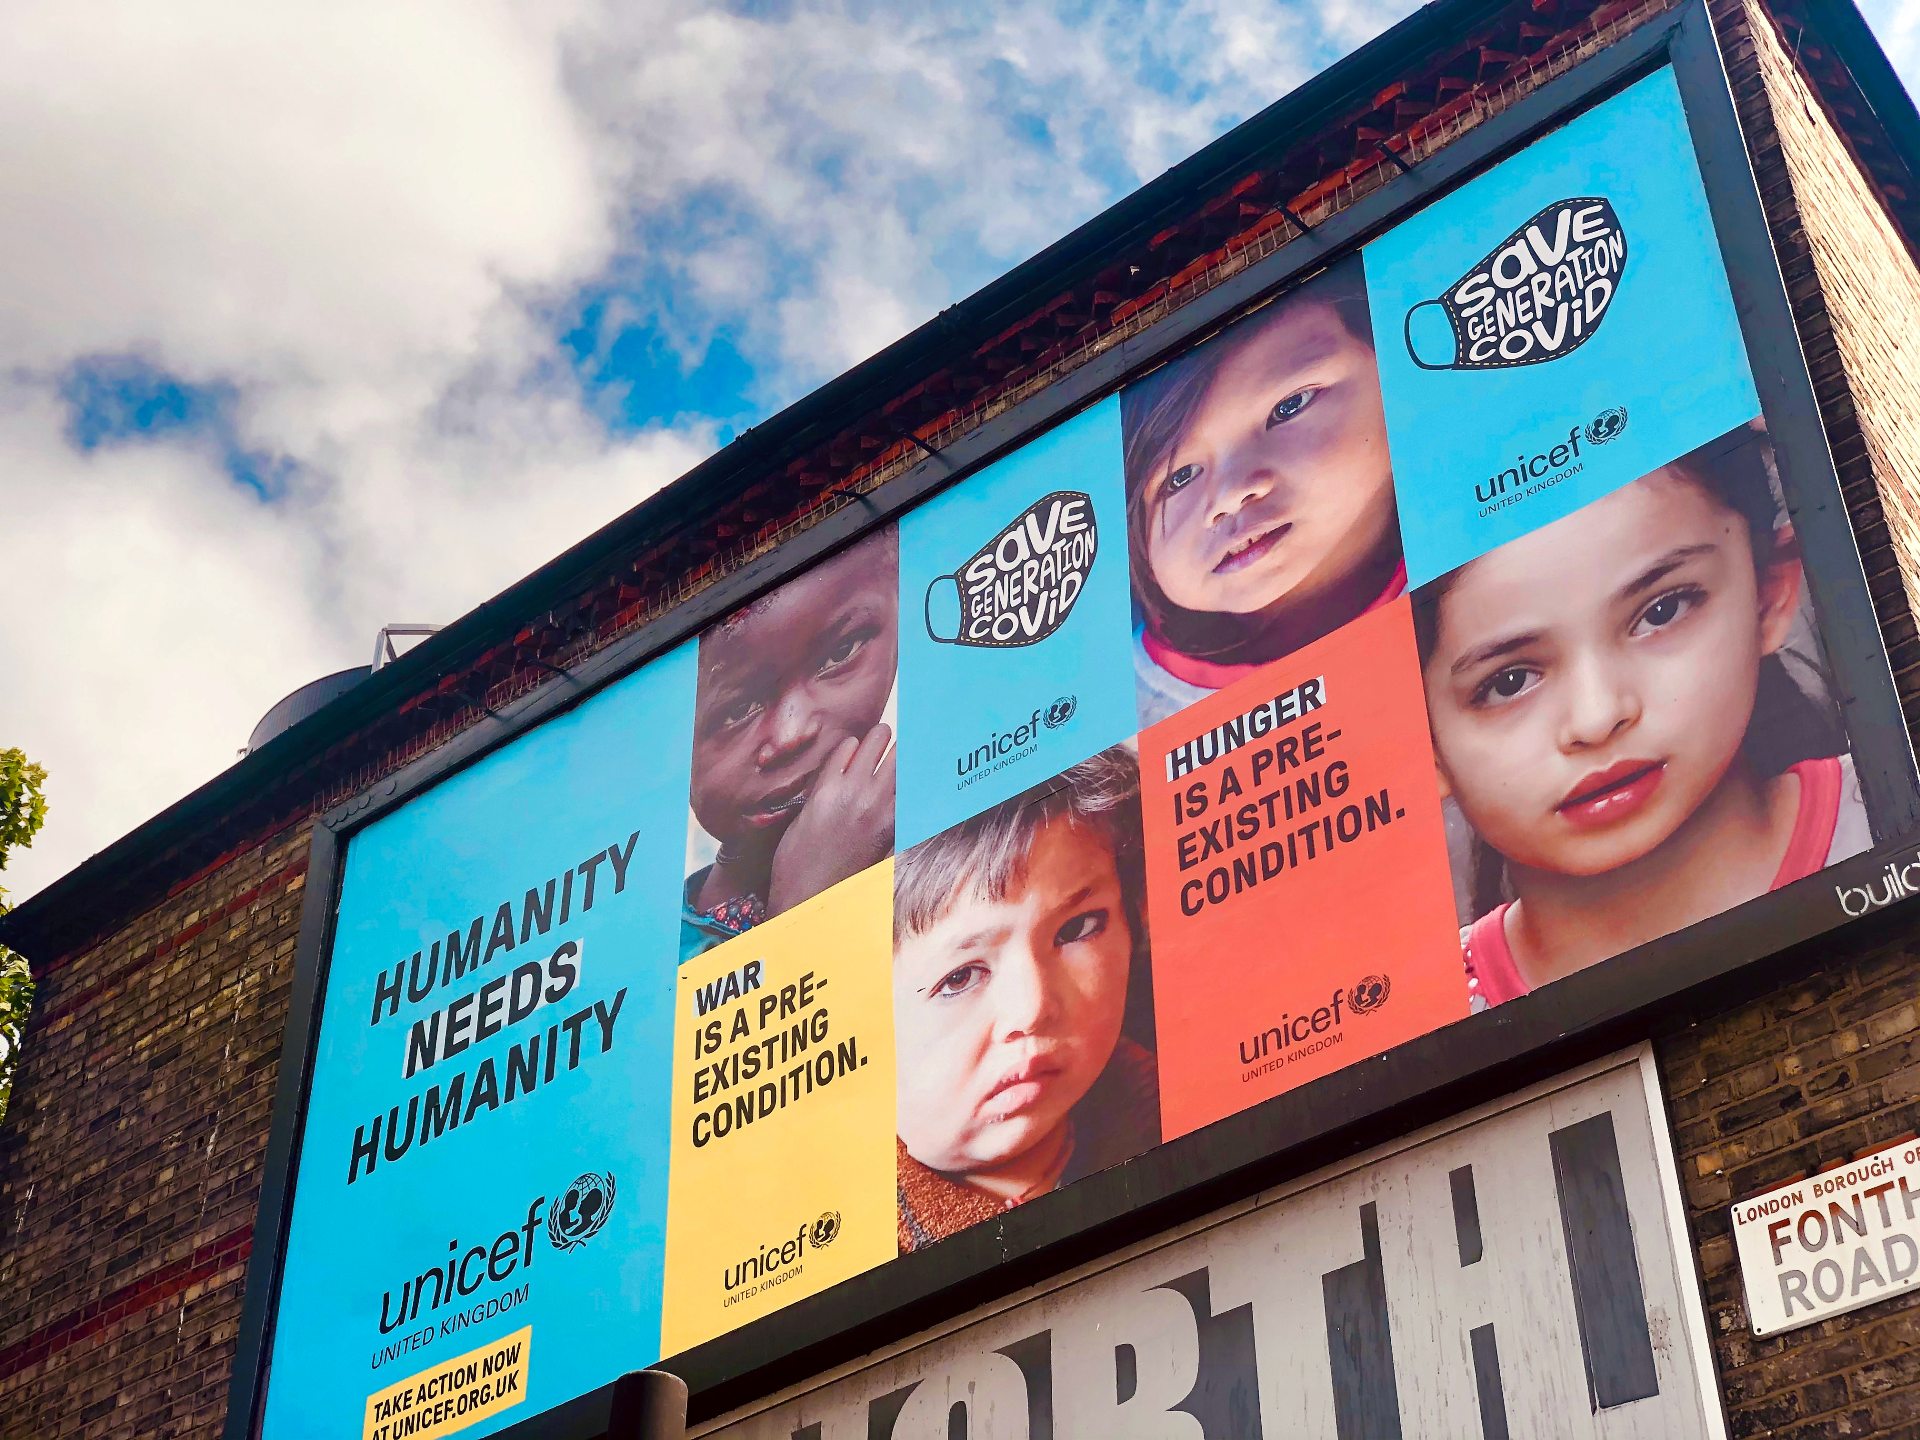 HUMANITY
NEEDS
HUMANITY
unicef
UNITED KINGDOM
TAKE ACTION NOW
AT UNICEF.ORG.UK
WAR
IS A PRE-
EXISTING
CONDITION.
unicef
UNITED KINGDOM
SAVE
GENERATION
COVID
unicef
UNITED KINGDOM
HUNGER
IS A PRE-
EXISTING
CONDITION.
unicef
UNITED KINGDOM
SAVE
GENERATION
COVID
unicef
UNITED KINGDOM
LONDON BOROUGH OF
ROAD